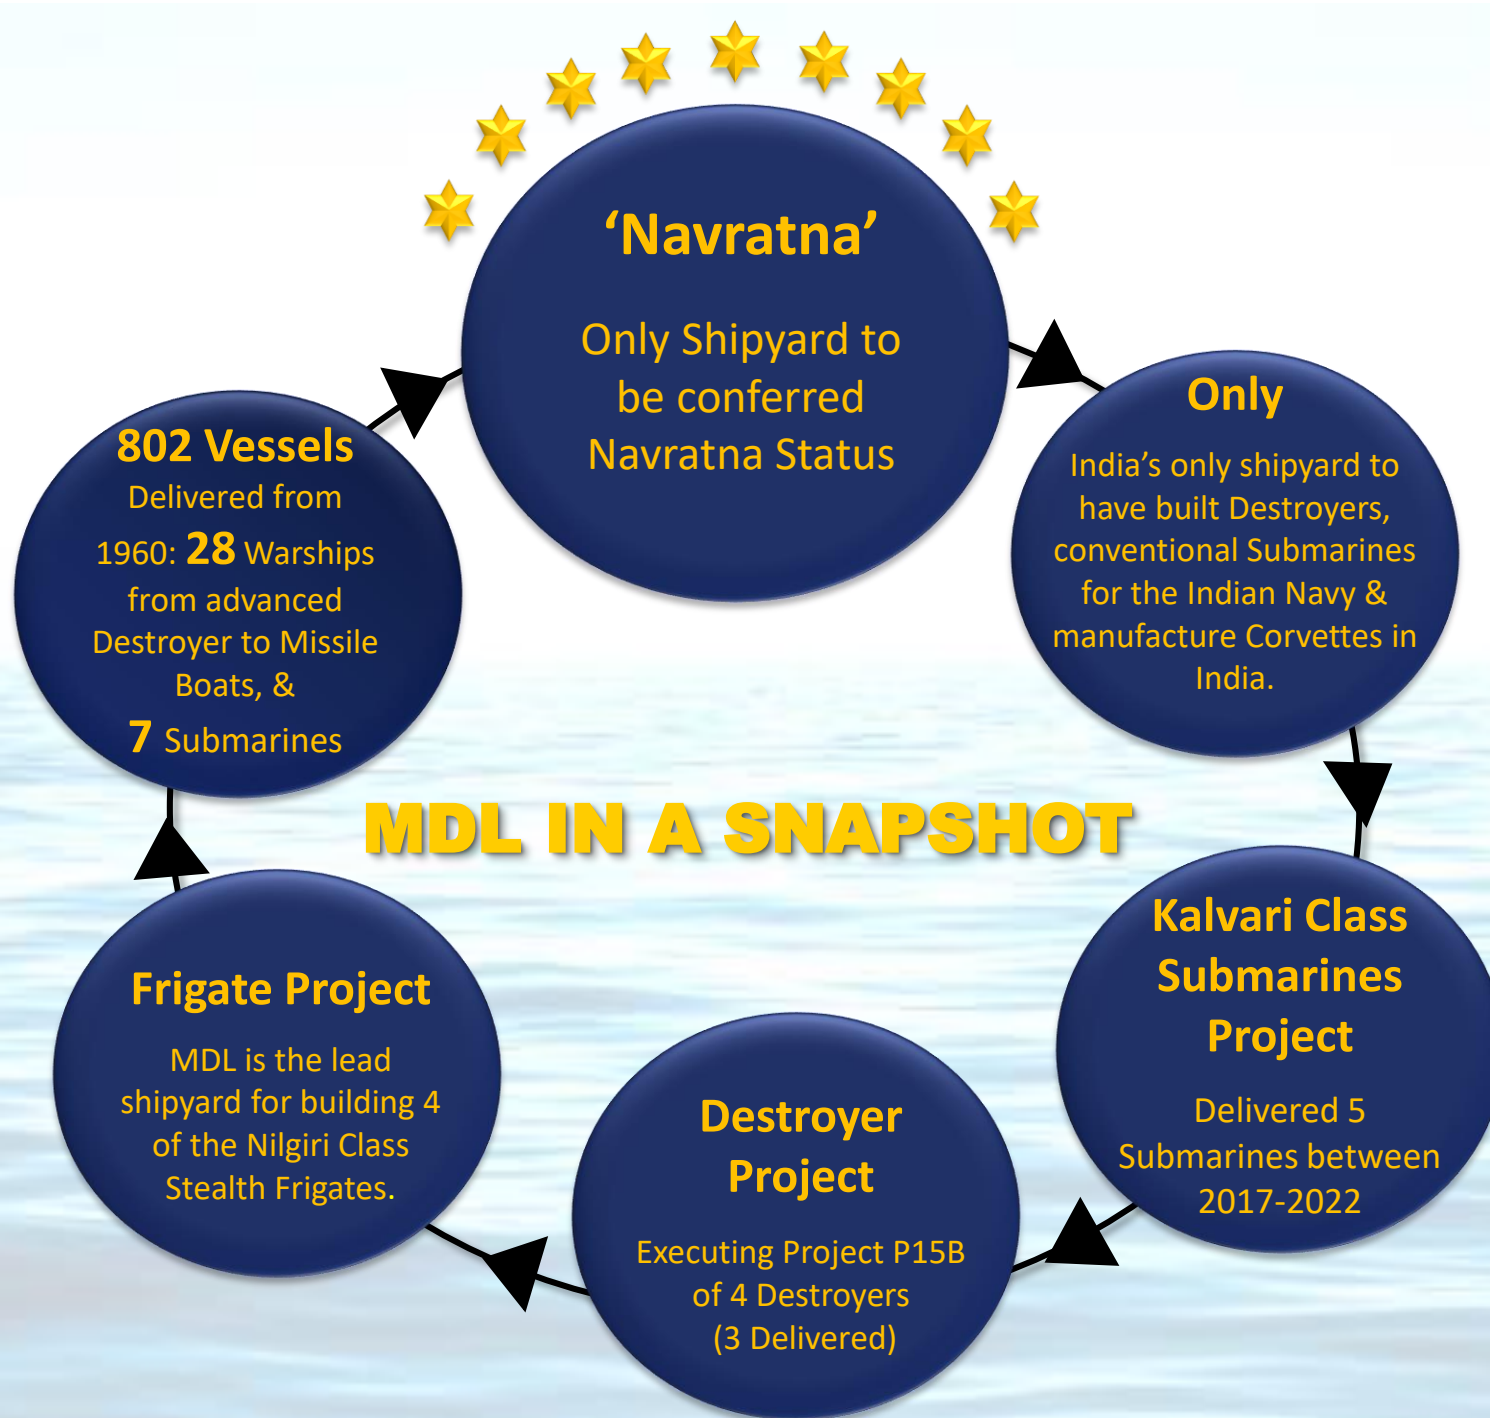 ‘Navratna’
Only Shipyard to
be conferred
Navratna Status
Only
India’s only shipyard to
have built Destroyers,
conventional Submarines
for the Indian Navy &
manufacture Corvettes in
India.
Kalvari Class
Submarines
Project
Delivered 5
Submarines between
2017-2022
Destroyer
Project
Executing Project P15B
of 4 Destroyers
(3 Delivered)
Frigate Project
MDL is the lead
shipyard for building 4
of the Nilgiri Class
Stealth Frigates.
802 Vessels
Delivered from
1960: 28 Warships
from advanced
Destroyer to Missile
Boats, &
7 Submarines
MDL IN A SNAPSHOT